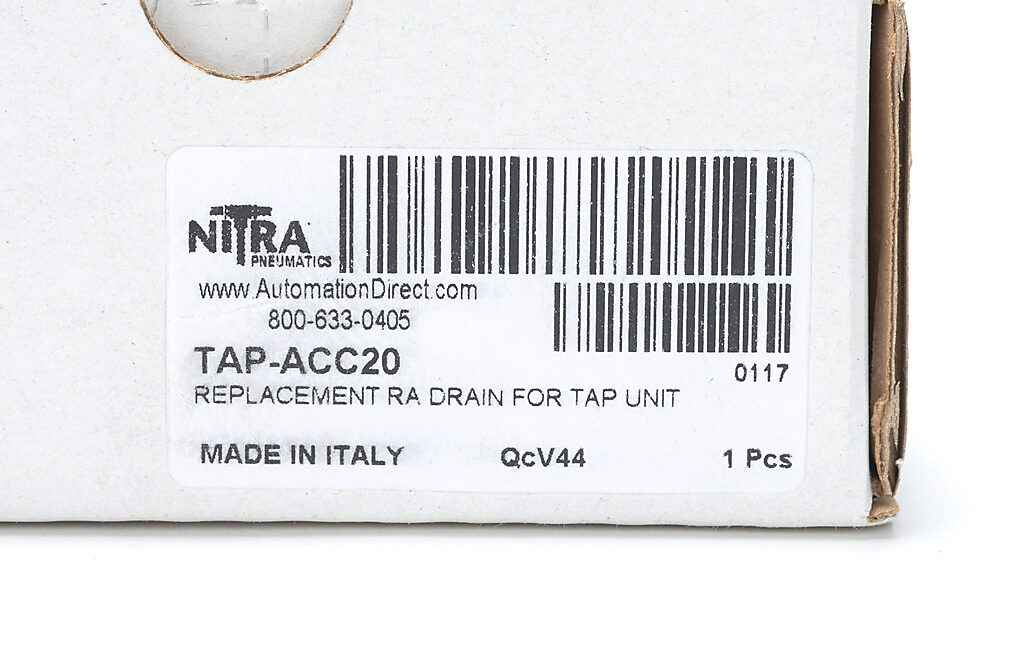 NITRA
PNEUMATICS
www.AutomationDirect.com
800-633-0405
TAP-ACC20
0117
REPLACEMENT RA DRAIN FOR TAP UNIT
MADE IN ITALY QcV44 1 Pcs